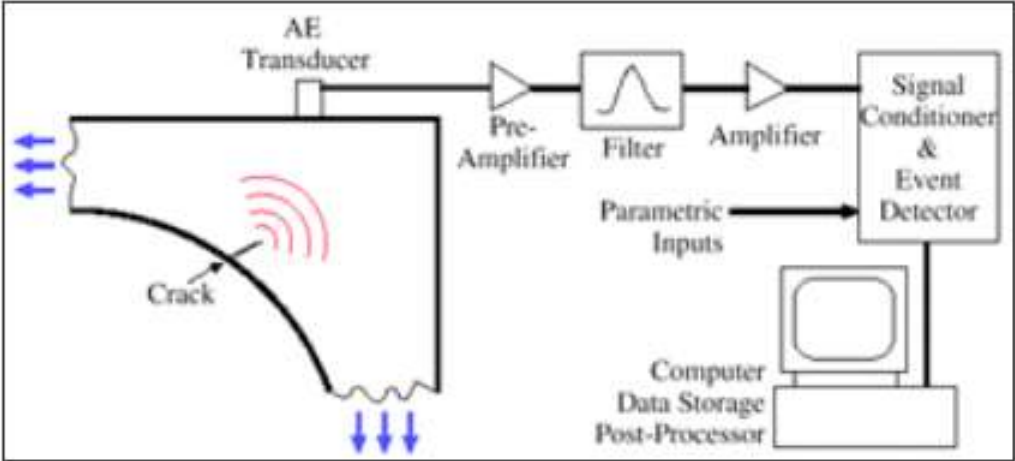 AE
Transducer
Pre-
Amplifier
Filter
Amplifier
Signal
Conditioner
&
Event
Detector
Parametric
Inputs
Crack
Computer
Data Storage
Post-Processor